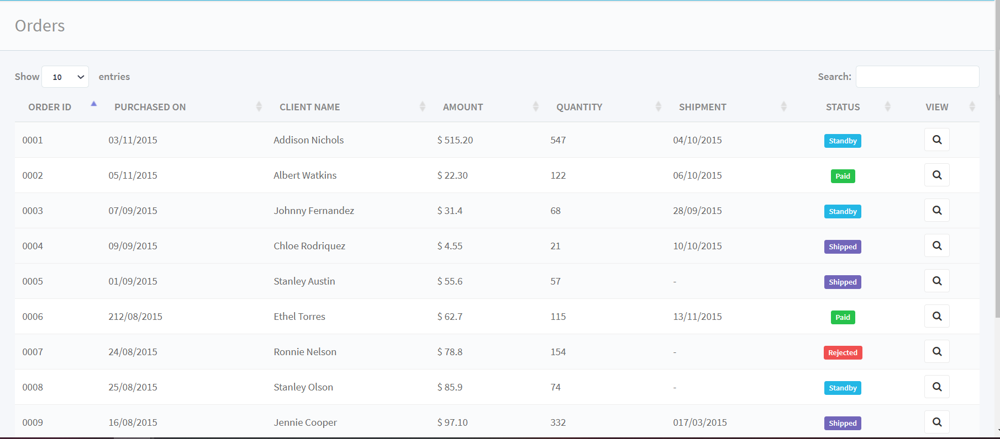 Orders
Show 10 entries Search:
ORDER ID PURCHASED ON CLIENT NAME AMOUNT QUANTITY SHIPMENT STATUS VIEW
0001 03/11/2015 Addison Nichols $ 515.20 547 04/10/2015 Standby
0002 05/11/2015 Albert Watkins $ 22.30 122 06/10/2015 Paid
0003 07/09/2015 Johnny Fernandez $ 31.4 68 28/09/2015 Standby
0004 09/09/2015 Chloe Rodriquez $ 4.55 21 10/10/2015 Shipped
0005 01/09/2015 Stanley Austin $ 55.6 57 - Shipped
0006 212/08/2015 Ethel Torres $ 62.7 115 13/11/2015 Paid
0007 24/08/2015 Ronnie Nelson $ 78.8 154 - Rejected
0008 25/08/2015 Stanley Olson $ 85.9 74 - Standby
0009 16/08/2015 Jennie Cooper $ 97.10 332 017/03/2015 Shipped